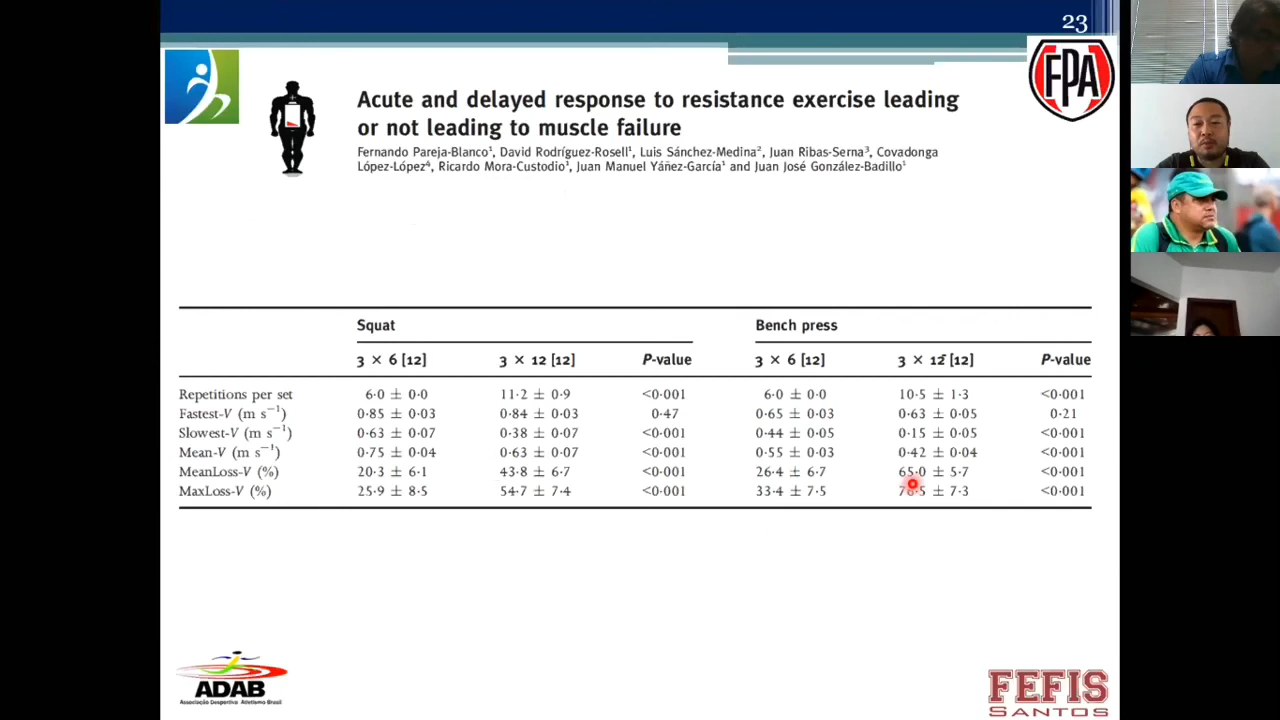 23
FPA
Acute and delayed response to resistance exercise leading
or not leading to muscle failure
Fernando Pareja-Blanco¹, David Rodríguez-Rosell¹, Luis Sánchez-Medina², Juan Ribas-Serna³, Covadonga
López-López⁴, Ricardo Mora-Custodio¹, Juan Manuel Yáñez-García¹ and Juan José González-Badillo¹
Squat Bench press
3 × 6 [12] 3 × 12 [12] P-value 3 × 6 [12] 3 × 12 [12] P-value
Repetitions per set 6·0 ± 0·0 11·2 ± 0·9 <0·001 6·0 ± 0·0 10·5 ± 1·3 <0·001
Fastest-V (m s⁻¹) 0·85 ± 0·03 0·84 ± 0·03 0·47 0·65 ± 0·03 0·63 ± 0·05 0·21
Slowest-V (m s⁻¹) 0·63 ± 0·07 0·38 ± 0·07 <0·001 0·44 ± 0·05 0·15 ± 0·05 <0·001
Mean-V (m s⁻¹) 0·75 ± 0·04 0·63 ± 0·07 <0·001 0·55 ± 0·03 0·42 ± 0·04 <0·001
MeanLoss-V (%) 20·3 ± 6·1 43·8 ± 6·7 <0·001 26·4 ± 6·7 65·0 ± 5·7 <0·001
MaxLoss-V (%) 25·9 ± 8·5 54·7 ± 7·4 <0·001 33·4 ± 7·5 ± 7·3 <0·001
ADAB
Associação Desportiva Atletismo Brasil
FEFIS
SANTOS